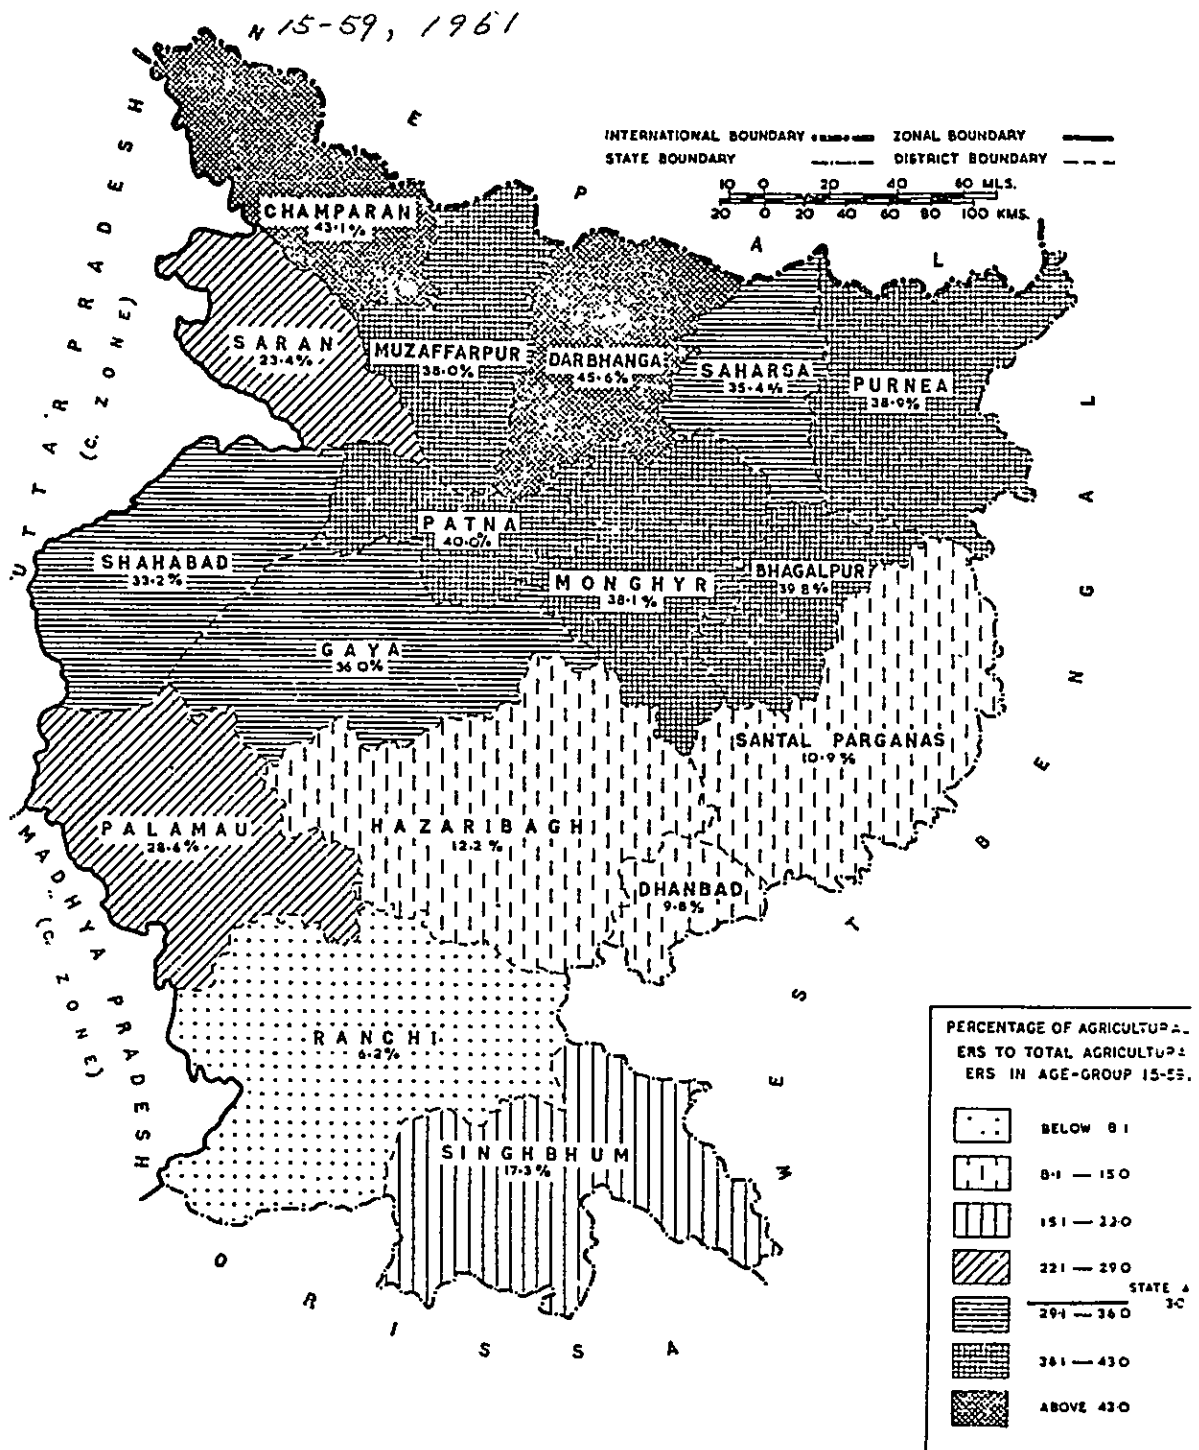 N 15-59, 1961
E
P
A
L
INTERNATIONAL BOUNDARY
ZONAL BOUNDARY
STATE BOUNDARY
DISTRICT BOUNDARY
10 0 20 40 60 MLS.
20 0 20 40 60 80 100 KMS.
UTTAR PRADESH
(C. ZONE)
CHAMPARAN
43·1%
SARAN
23·4%
MUZAFFARPUR
38·0%
DARBHANGA
45·6%
SAHARSA
35·4%
PURNEA
38·9%
PATNA
40·0%
SHAHABAD
33·2%
MONGHYR
38·1%
BHAGALPUR
39 8%
GAYA
36 0%
SANTAL PARGANAS
10·9%
PALAMAU
28·6%
HAZARIBAGH
12·2%
DHANBAD
9·8%
RANCHI
6·2%
SINGHBHUM
17·3%
MADHYA PRADESH
(C. ZONE)
ORISSA
WEST BENGAL
PERCENTAGE OF AGRICULTURAL
ERS TO TOTAL AGRICULTURA
ERS IN AGE-GROUP 15-59.
BELOW 8 1
8·1 — 15 0
15 1 — 22·0
22 1 — 29 0
STATE A
29·1 — 36 0
36 1 — 43 0
ABOVE 43 0